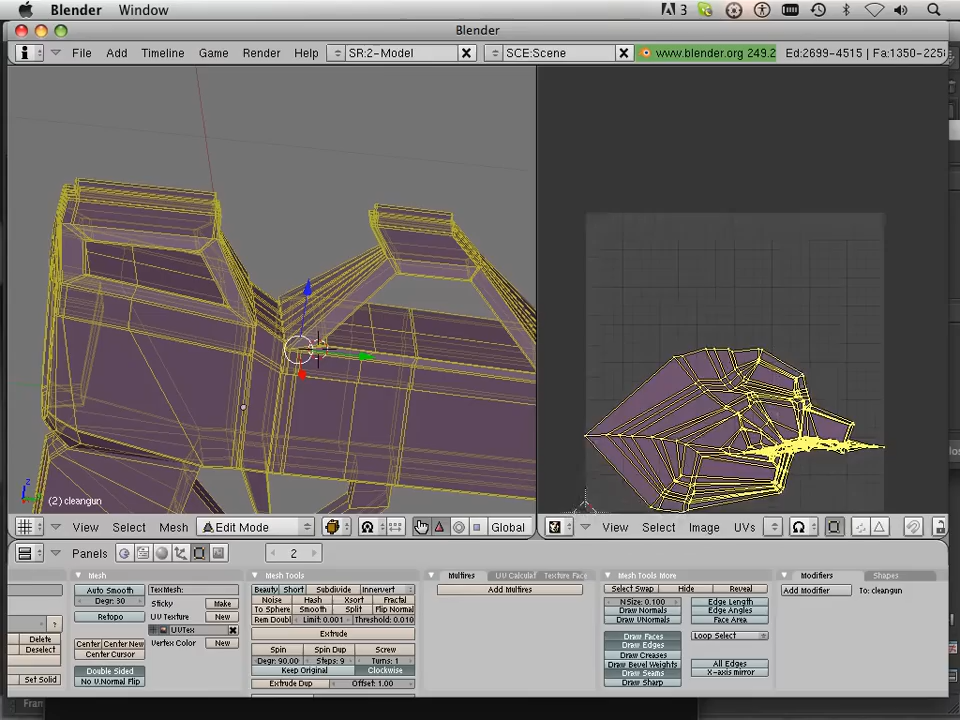 Blender Window 3
Blender
File Add Timeline Game Render Help SR:2-Model SCE:Scene www.blender.org 249.2 Ed:2699-4515 | Fa:1350-225
z
(2) cleangun
View Select Mesh Edit Mode Global View Select Image UVs
Panels 2
Mesh Mesh Tools Multires UV Calculat Texture Face Mesh Tools More Modifiers Shapes
Auto Smooth TexMesh: Beauty Short Subdivide Innervert Add Multires Select Swap Hide Reveal Add Modifier To: cleangun
Degr: 30 Sticky Make Noise Hash Xsort Fractal NSize: 0.100 Edge Length
Retopo UV Texture New To Sphere Smooth Split Flip Normal Draw Normals Edge Angles
? UVTex Rem Doubl Limit: 0.001 Threshold: 0.010 Draw VNormals Face Area
Delete Center Center New Vertex Color New Extrude Draw Faces Loop Select
Deselect Center Cursor Spin Spin Dup Screw Draw Edges
Draw Creases
Double Sided Degr: 90.00 Steps: 9 Turns: 1 Draw Bevel Weights All Edges
Set Solid No V.Normal Flip Keep Original Clockwise Draw Seams X-axis mirror
Extrude Dup Offset: 1.00 Draw Sharp
Fram